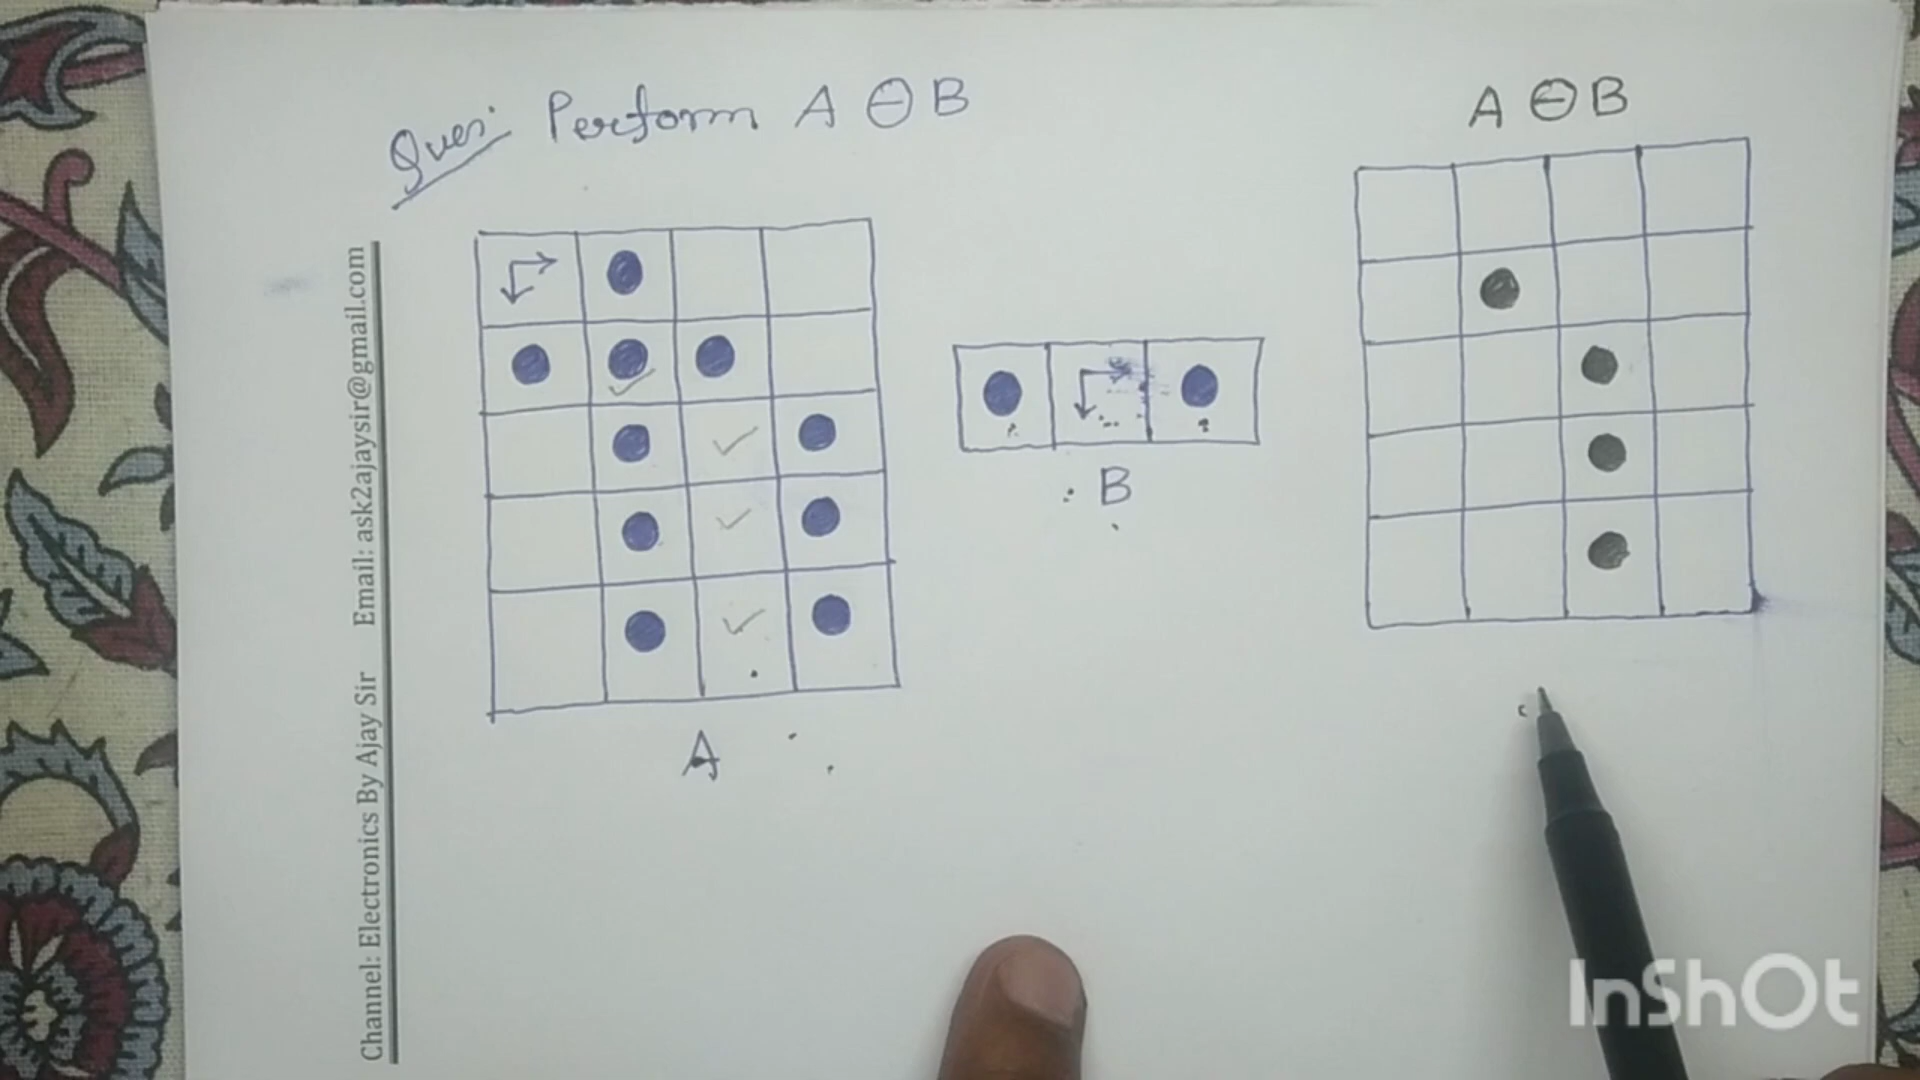 Ques: Perform A ⊖ B
A ⊖ B
B
A
Channel: Electronics By Ajay Sir Email: ask2ajaysir@gmail.com
InShOt